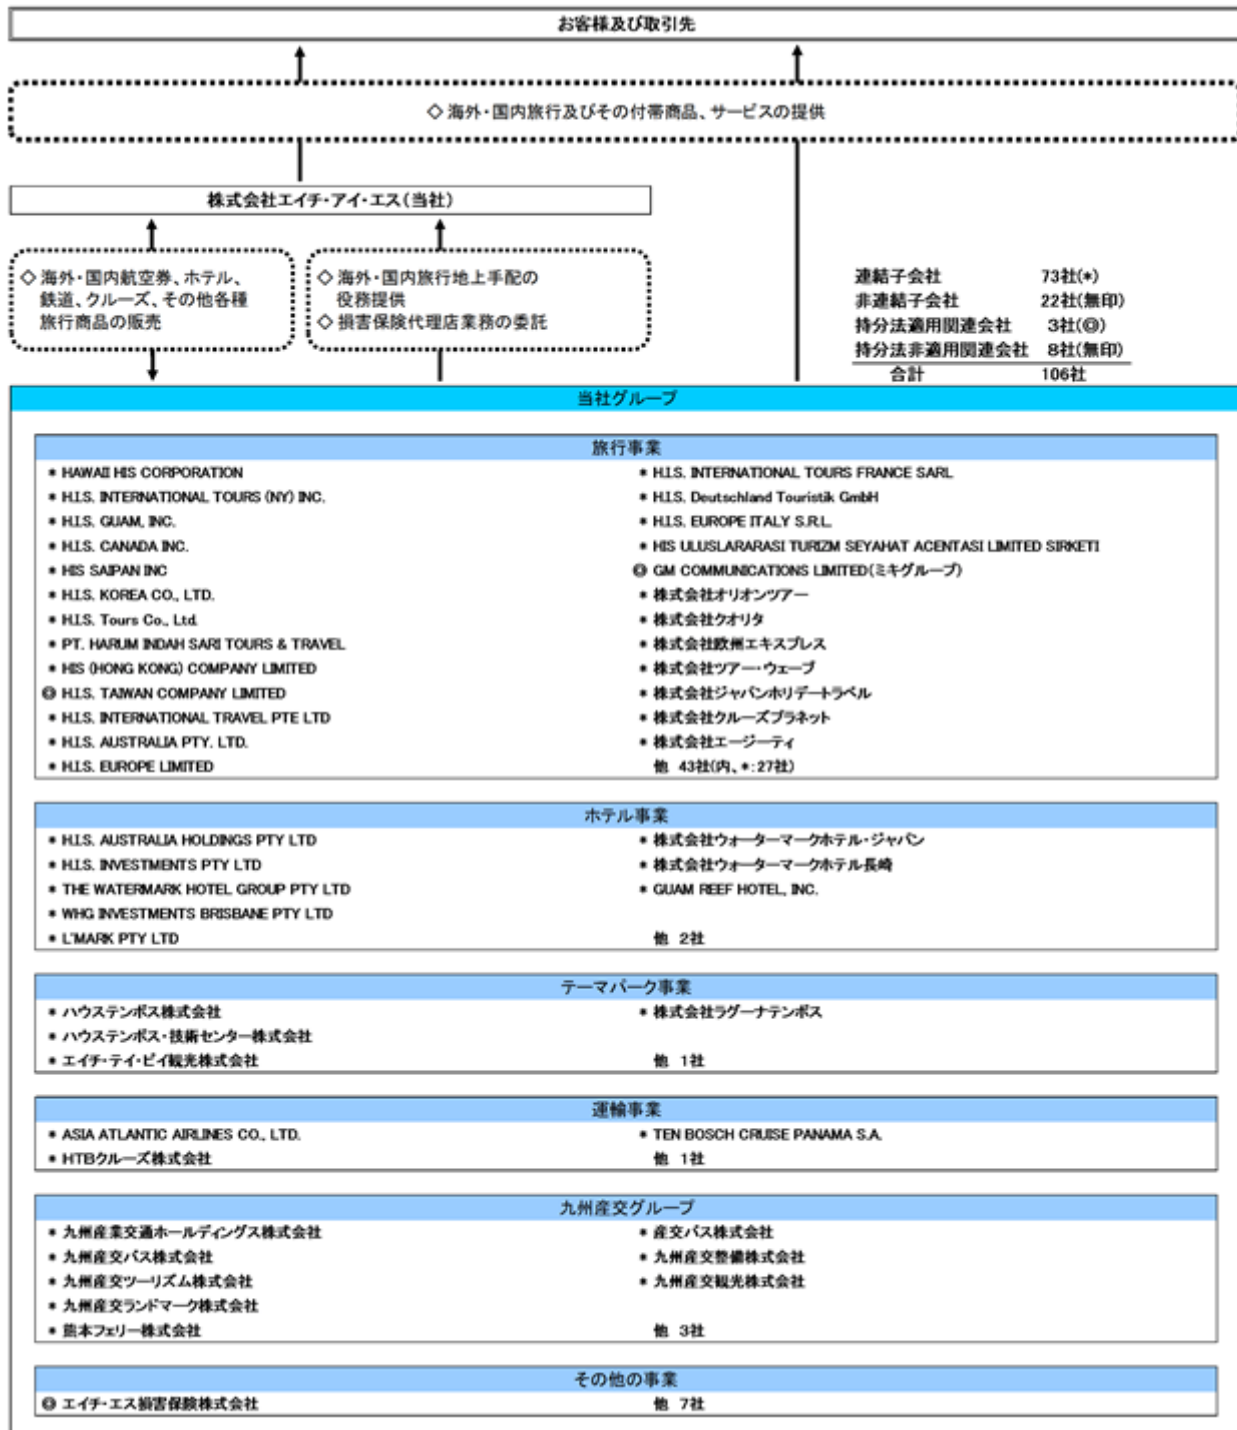 お客様及び取引先
◇ 海外・国内旅行及びその付帯商品、サービスの提供
株式会社エイチ・アイ・エス(当社)
◇ 海外・国内航空券、ホテル、
鉄道、クルーズ、その他各種
旅行商品の販売
◇ 海外・国内旅行地上手配の
役務提供
◇ 損害保険代理店業務の委託
連結子会社 73社(*)
非連結子会社 22社(無印)
持分法適用関連会社 3社(◎)
持分法非適用関連会社 8社(無印)
合計 106社
当社グループ
旅行事業
* HAWAII HIS CORPORATION
* H.I.S. INTERNATIONAL TOURS (NY) INC.
* H.I.S. GUAM, INC.
* H.I.S. CANADA INC.
* HIS SAIPAN INC
* H.I.S. KOREA CO., LTD.
* H.I.S. Tours Co., Ltd.
* PT. HARUM INDAH SARI TOURS & TRAVEL
* HIS (HONG KONG) COMPANY LIMITED
◎ H.I.S. TAIWAN COMPANY LIMITED
* H.I.S. INTERNATIONAL TRAVEL PTE LTD
* H.I.S. AUSTRALIA PTY. LTD.
* H.I.S. EUROPE LIMITED
* H.I.S. INTERNATIONAL TOURS FRANCE SARL
* H.I.S. Deutschland Touristik GmbH
* H.I.S. EUROPE ITALY S.R.L.
* HIS ULUSLARARASI TURIZM SEYAHAT ACENTASI LIMITED SIRKETI
◎ GM COMMUNICATIONS LIMITED(ミキグループ)
* 株式会社オリオンツアー
* 株式会社クオリタ
* 株式会社欧州エキスプレス
* 株式会社ツアー・ウェーブ
* 株式会社ジャパンホリデートラベル
* 株式会社クルーズプラネット
* 株式会社エージーティ
他 43社(内、*:27社)
ホテル事業
* H.I.S. AUSTRALIA HOLDINGS PTY LTD
* H.I.S. INVESTMENTS PTY LTD
* THE WATERMARK HOTEL GROUP PTY LTD
* WHG INVESTMENTS BRISBANE PTY LTD
* L'MARK PTY LTD
* 株式会社ウォーターマークホテル・ジャパン
* 株式会社ウォーターマークホテル長崎
* GUAM REEF HOTEL, INC.
他 2社
テーマパーク事業
* ハウステンボス株式会社
* ハウステンボス・技術センター株式会社
* エイチ・テイ・ビイ観光株式会社
* 株式会社ラグーナテンボス
他 1社
運輸事業
* ASIA ATLANTIC AIRLINES CO., LTD.
* HTBクルーズ株式会社
* TEN BOSCH CRUISE PANAMA S.A.
他 1社
九州産交グループ
* 九州産業交通ホールディングス株式会社
* 九州産交バス株式会社
* 九州産交ツーリズム株式会社
* 九州産交ランドマーク株式会社
* 熊本フェリー株式会社
* 産交バス株式会社
* 九州産交整備株式会社
* 九州産交観光株式会社
他 3社
その他の事業
◎ エイチ・エス損害保険株式会社
他 7社